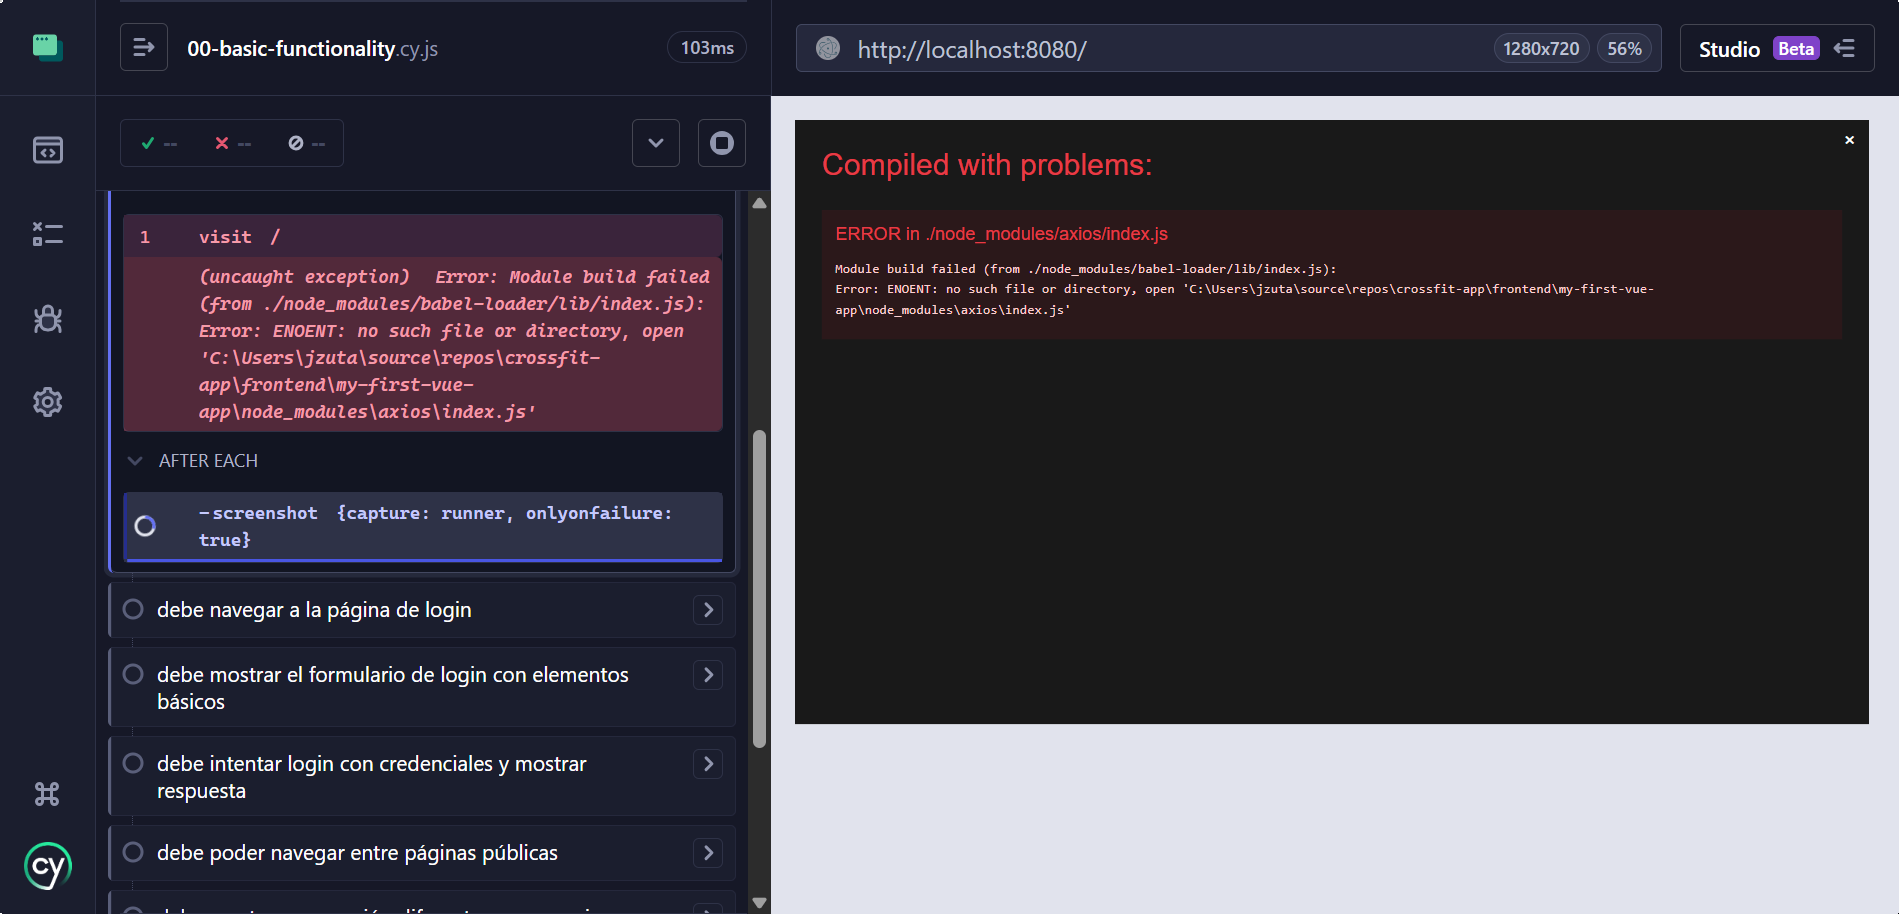 00-basic-functionality.cy.js
103ms
--
--
--
1 visit /
(uncaught exception) Error: Module build failed
(from ./node_modules/babel-loader/lib/index.js):
Error: ENOENT: no such file or directory, open
'C:\Users\jzuta\source\repos\crossfit-
app\frontend\my-first-vue-
app\node_modules\axios\index.js'
AFTER EACH
-screenshot {capture: runner, onlyonfailure:
true}
debe navegar a la página de login
debe mostrar el formulario de login con elementos
básicos
debe intentar login con credenciales y mostrar
respuesta
debe poder navegar entre páginas públicas
cy
http://localhost:8080/
1280x720
56%
Studio Beta
×
Compiled with problems:
ERROR in ./node_modules/axios/index.js
Module build failed (from ./node_modules/babel-loader/lib/index.js):
Error: ENOENT: no such file or directory, open 'C:\Users\jzuta\source\repos\crossfit-app\frontend\my-first-vue-
app\node_modules\axios\index.js'